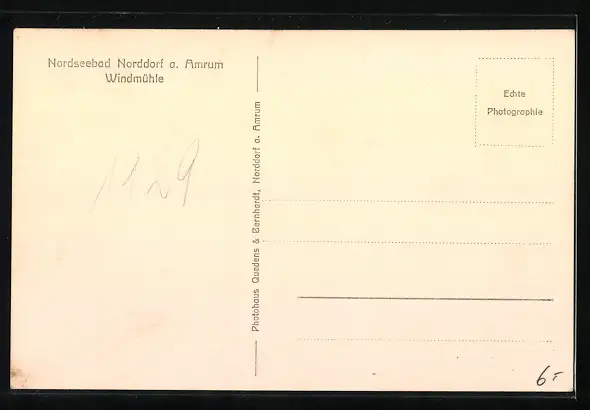 Nordseebad Norddorf a. Amrum
Windmühle
1129
Photohaus Quedens & Bernhardt, Norddorf a. Amrum
Echte
Photographie
6,-